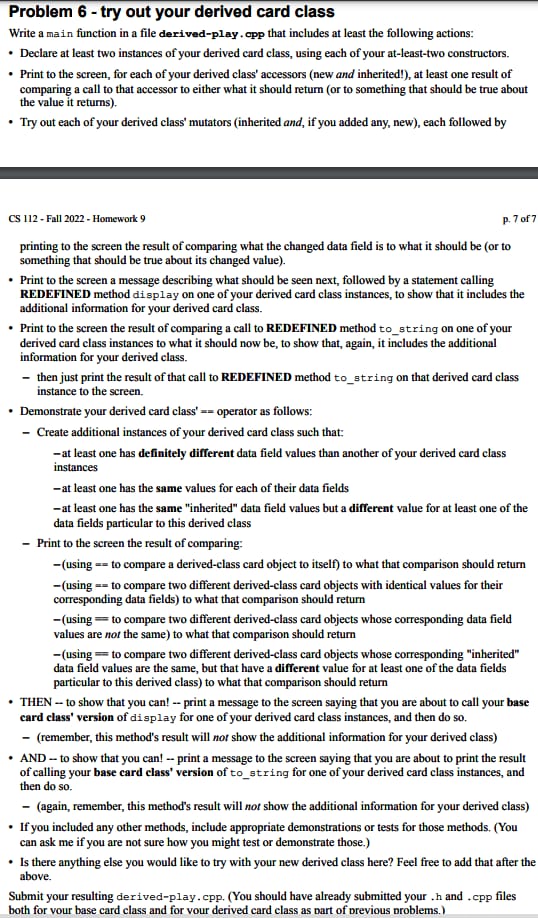 Problem 6 - try out your derived card class
Write a main function in a file derived-play.cpp that includes at least the following actions:
• Declare at least two instances of your derived card class, using each of your at-least-two constructors.
• Print to the screen, for each of your derived class' accessors (new and inherited!), at least one result of
comparing a call to that accessor to either what it should return (or to something that should be true about
the value it returns).
• Try out each of your derived class' mutators (inherited and, if you added any, new), each followed by
CS 112 - Fall 2022 - Homework 9
p. 7 of 7
printing to the screen the result of comparing what the changed data field is to what it should be (or to
something that should be true about its changed value).
• Print to the screen a message describing what should be seen next, followed by a statement calling
REDEFINED method display on one of your derived card class instances, to show that it includes the
additional information for your derived card class.
• Print to the screen the result of comparing a call to REDEFINED method to_string on one of your
derived card class instances to what it should now be, to show that, again, it includes the additional
information for your derived class.
– then just print the result of that call to REDEFINED method to_string on that derived card class
instance to the screen.
• Demonstrate your derived card class' == operator as follows:
– Create additional instances of your derived card class such that:
–at least one has definitely different data field values than another of your derived card class
instances
–at least one has the same values for each of their data fields
–at least one has the same "inherited" data field values but a different value for at least one of the
data fields particular to this derived class
– Print to the screen the result of comparing:
–(using == to compare a derived-class card object to itself) to what that comparison should return
–(using == to compare two different derived-class card objects with identical values for their
corresponding data fields) to what that comparison should return
–(using == to compare two different derived-class card objects whose corresponding data field
values are not the same) to what that comparison should return
–(using == to compare two different derived-class card objects whose corresponding "inherited"
data field values are the same, but that have a different value for at least one of the data fields
particular to this derived class) to what that comparison should return
• THEN -- to show that you can! -- print a message to the screen saying that you are about to call your base
card class' version of display for one of your derived card class instances, and then do so.
– (remember, this method's result will not show the additional information for your derived class)
• AND -- to show that you can! -- print a message to the screen saying that you are about to print the result
of calling your base card class' version of to_string for one of your derived card class instances, and
then do so.
– (again, remember, this method's result will not show the additional information for your derived class)
• If you included any other methods, include appropriate demonstrations or tests for those methods. (You
can ask me if you are not sure how you might test or demonstrate those.)
• Is there anything else you would like to try with your new derived class here? Feel free to add that after the
above.
Submit your resulting derived-play.cpp. (You should have already submitted your .h and .cpp files
both for your base card class and for your derived card class as part of previous problems.)